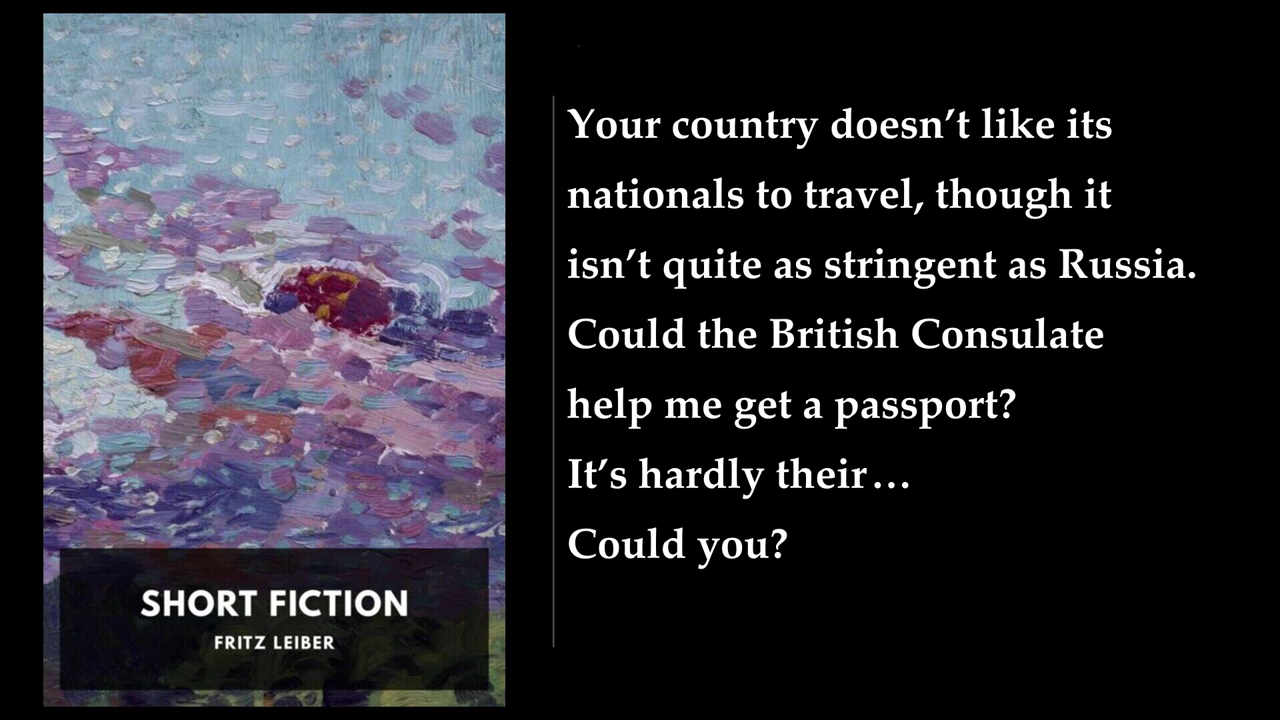 SHORT FICTION
FRITZ LEIBER
Your country doesn’t like its
nationals to travel, though it
isn’t quite as stringent as Russia.
Could the British Consulate
help me get a passport?
It’s hardly their…
Could you?